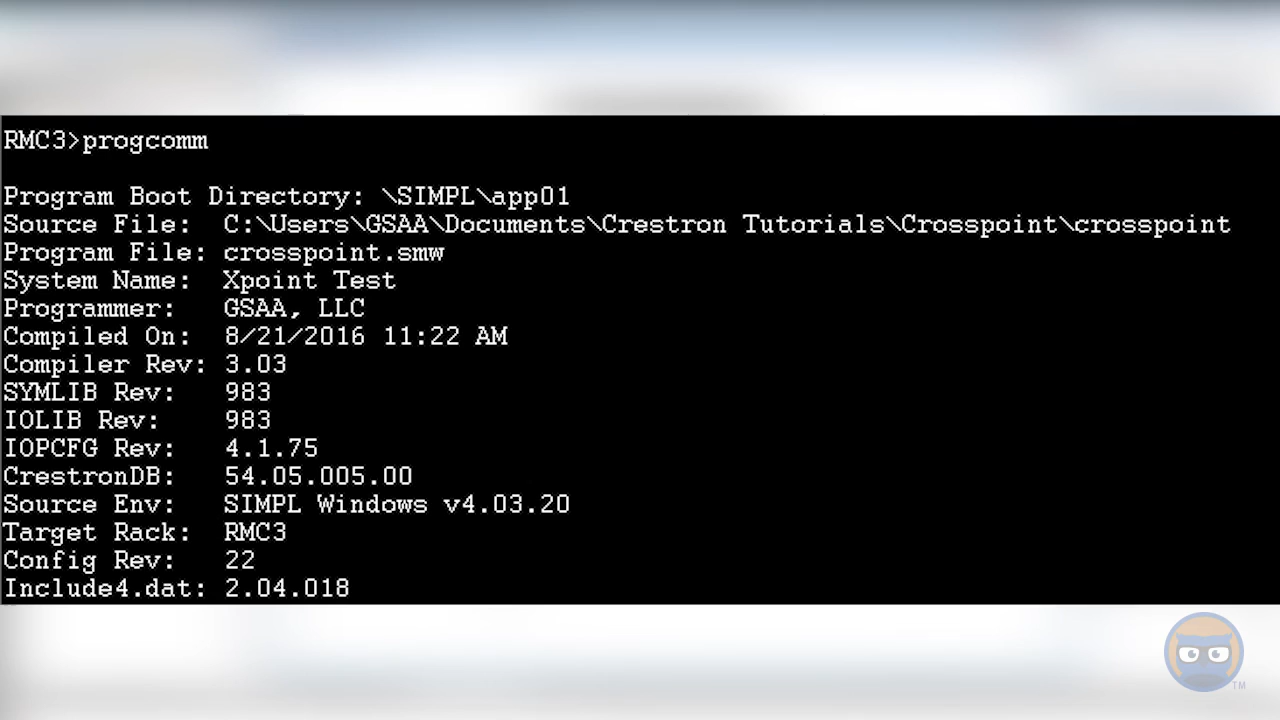 RMC3>progcomm
Program Boot Directory: \SIMPL\app01
Source File: C:\Users\GSAA\Documents\Crestron Tutorials\Crosspoint\crosspoint
Program File: crosspoint.smw
System Name: Xpoint Test
Programmer: GSAA, LLC
Compiled On: 8/21/2016 11:22 AM
Compiler Rev: 3.03
SYMLIB Rev: 983
IOLIB Rev: 983
IOPCFG Rev: 4.1.75
CrestronDB: 54.05.005.00
Source Env: SIMPL Windows v4.03.20
Target Rack: RMC3
Config Rev: 22
Include4.dat: 2.04.018
TM